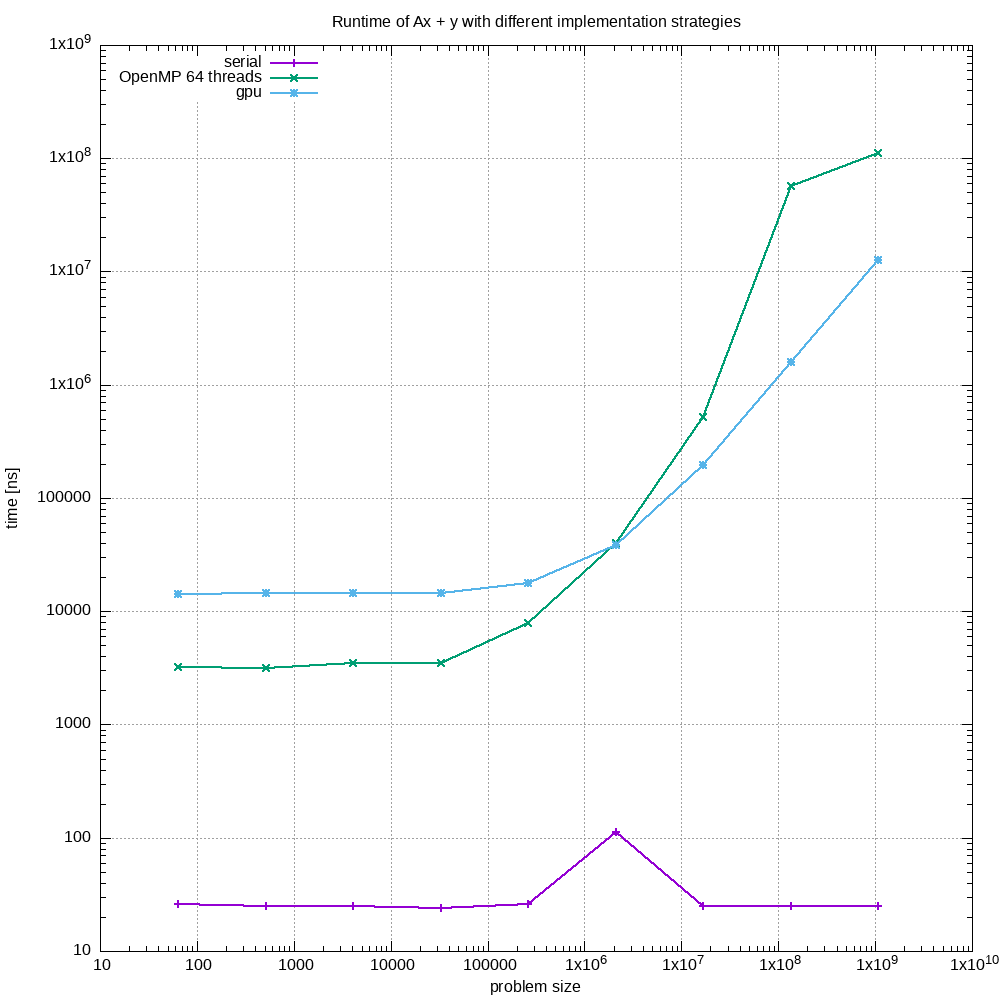 Runtime of Ax + y with different implementation strategies
serial
OpenMP 64 threads
gpu
1x10^9
1x10^8
1x10^7
1x10^6
100000
10000
1000
100
10
time [ns]
10 100 1000 10000 100000 1x10^6 1x10^7 1x10^8 1x10^9 1x10^10
problem size